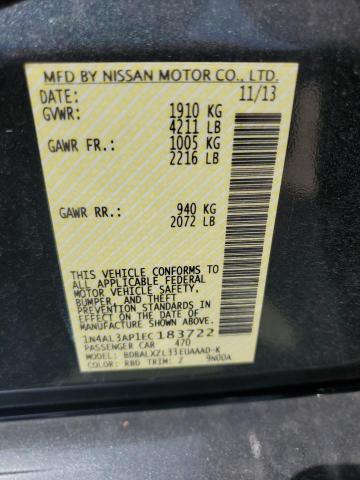 MFD BY NISSAN MOTOR CO., LTD.
DATE: 11/13
GVWR: 1910 KG
4211 LB
GAWR FR.: 1005 KG
2216 LB
GAWR RR.: 940 KG
2072 LB
THIS VEHICLE CONFORMS TO
ALL APPLICABLE FEDERAL
MOTOR VEHICLE SAFETY,
BUMPER, AND THEFT
PREVENTION STANDARDS
IN EFFECT ON THE DATE OF
MANUFACTURE SHOWN ABOVE.
1N4AL3AP1EC183722
PASSENGER CAR 470
MODEL: BDBALXZL33EUAAAD-K
COLOR: RBD TRIM: Z 9N00A